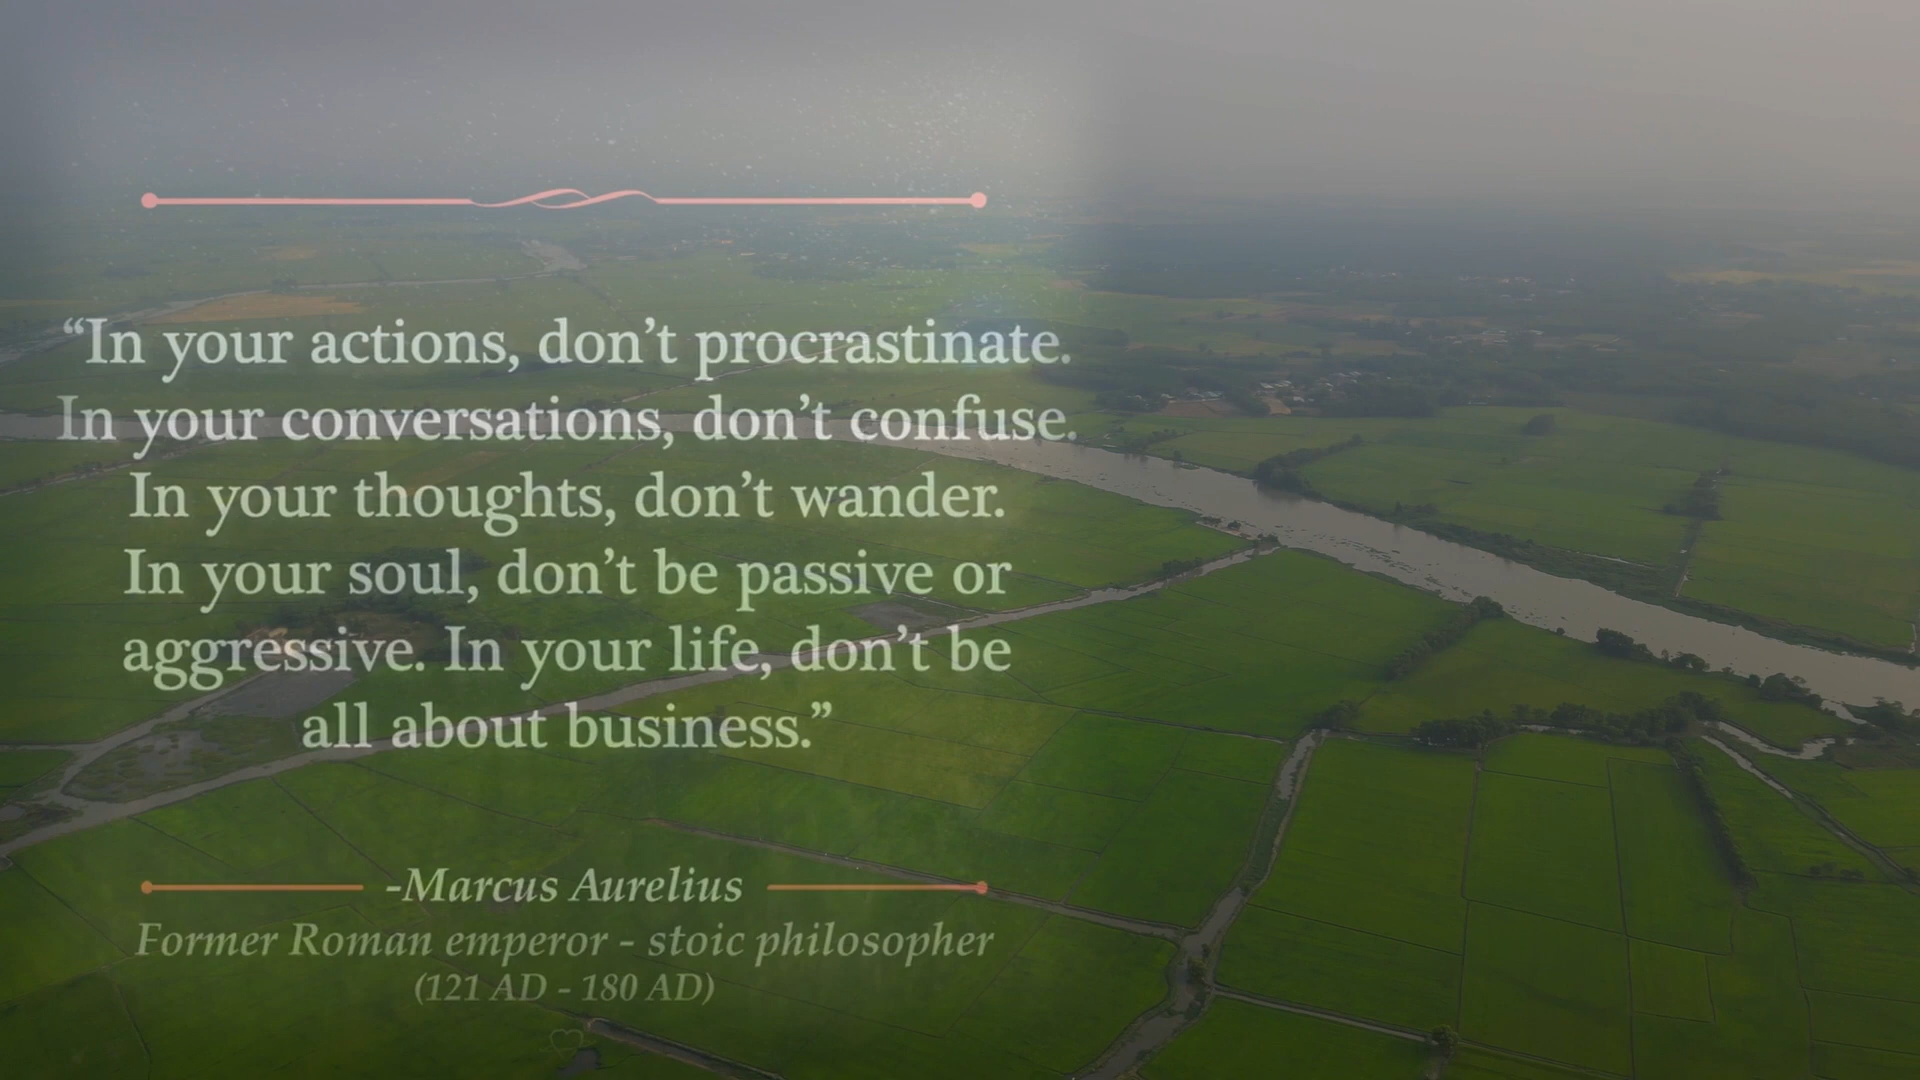 “In your actions, don’t procrastinate.
In your conversations, don’t confuse.
In your thoughts, don’t wander.
In your soul, don’t be passive or
aggressive. In your life, don’t be
all about business.”
-Marcus Aurelius
Former Roman emperor - stoic philosopher
(121 AD - 180 AD)